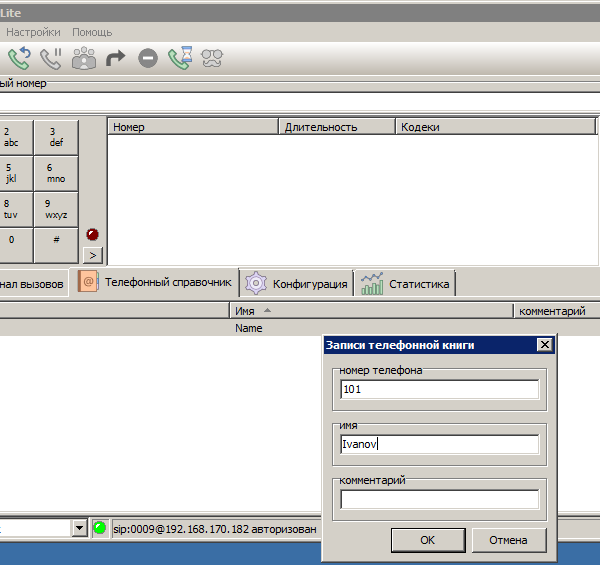 Lite
Настройки Помощь
ый номер
2 abc 3 def
5 jkl 6 mno
8 tuv 9 wxyz
0 #
>
Номер Длительность Кодеки
нал вызовов Телефонный справочник Конфигурация Статистика
Имя комментарий
Name
Записи телефонной книги
номер телефона
101
имя
Ivanov
комментарий
OK Отмена
sip:0009@192.168.170.182 авторизован